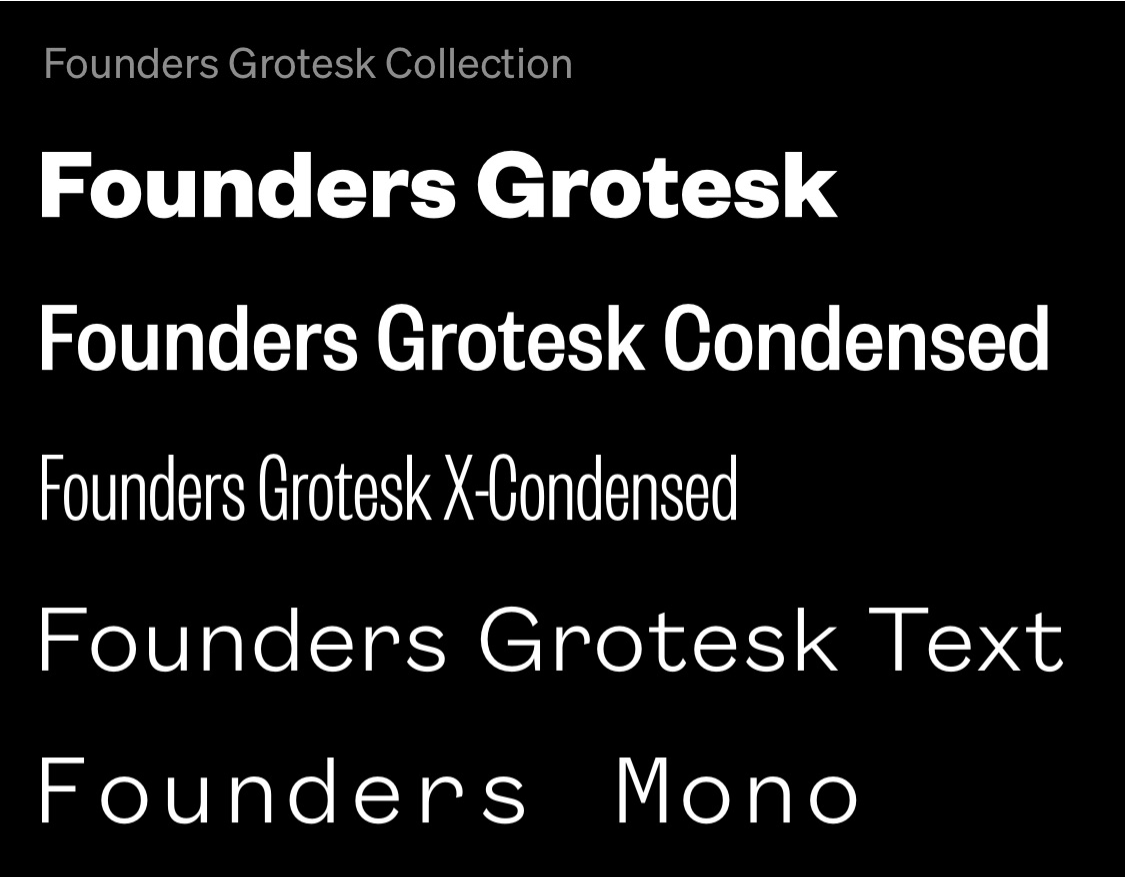 Founders Grotesk Collection
Founders Grotesk
Founders Grotesk Condensed
Founders Grotesk X-Condensed
Founders Grotesk Text
Founders Mono